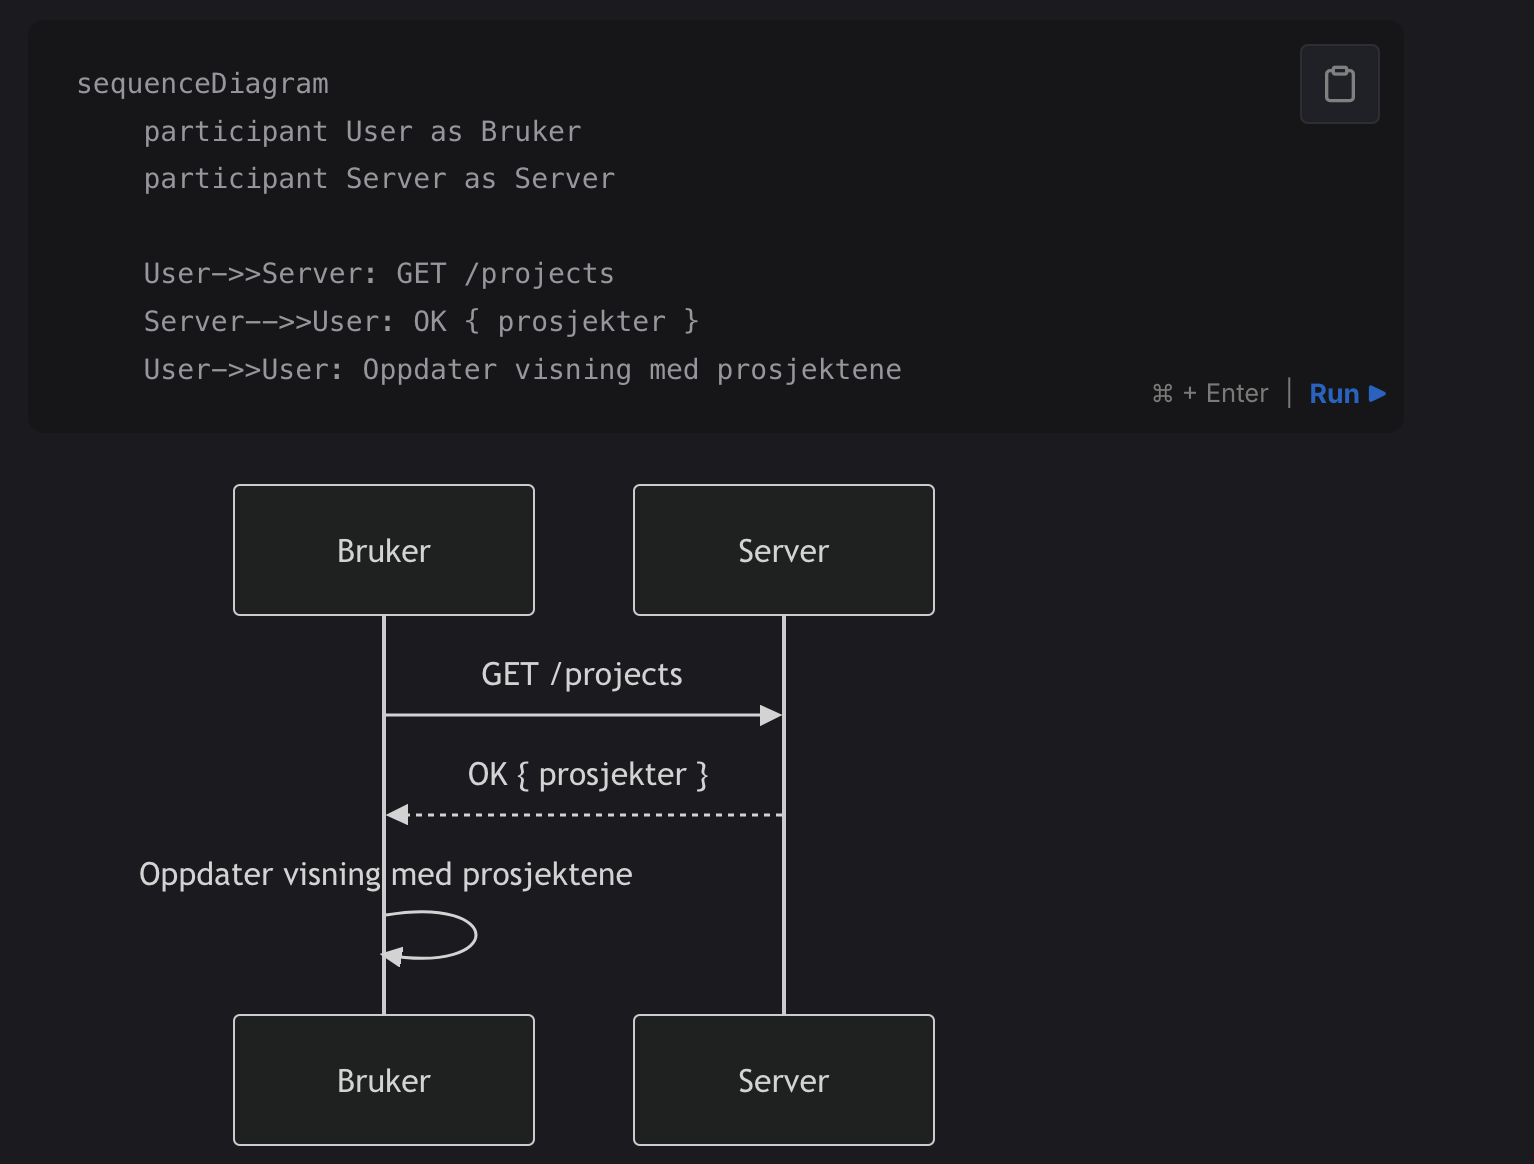 sequenceDiagram
    participant User as Bruker
    participant Server as Server

    User->>Server: GET /projects
    Server-->>User: OK { prosjekter }
    User->>User: Oppdater visning med prosjektene
⌘ + Enter | Run ▶
Bruker Server
GET /projects
OK { prosjekter }
Oppdater visning med prosjektene
Bruker Server